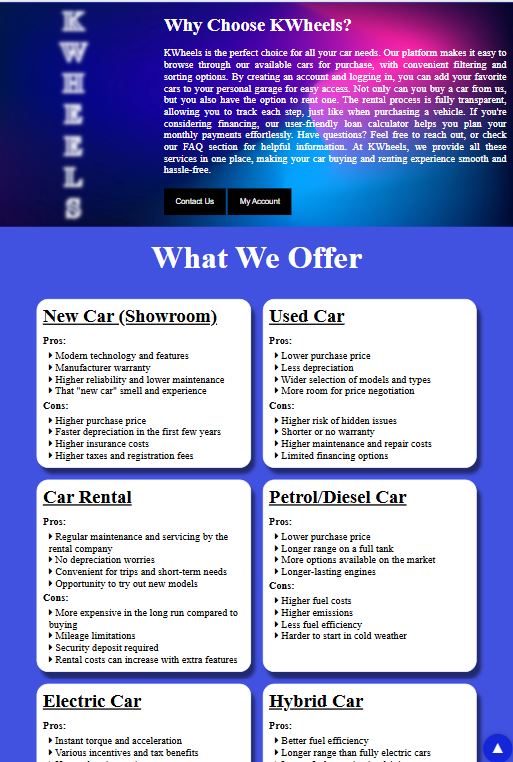 K
W
H
E
E
L
S
Why Choose KWheels?
KWheels is the perfect choice for all your car needs. Our platform makes it easy to
browse through our available cars for purchase, with convenient filtering and
sorting options. By creating an account and logging in, you can add your favorite
cars to your personal garage for easy access. Not only can you buy a car from us,
but you also have the option to rent one. The rental process is fully transparent,
allowing you to track each step, just like when purchasing a vehicle. If you're
considering financing, our user-friendly loan calculator helps you plan your
monthly payments effortlessly. Have questions? Feel free to reach out, or check
our FAQ section for helpful information. At KWheels, we provide all these
services in one place, making your car buying and renting experience smooth and
hassle-free.
Contact Us
My Account
What We Offer
New Car (Showroom)
Pros:
Modern technology and features
Manufacturer warranty
Higher reliability and lower maintenance
That "new car" smell and experience
Cons:
Higher purchase price
Faster depreciation in the first few years
Higher insurance costs
Higher taxes and registration fees
Used Car
Pros:
Lower purchase price
Less depreciation
Wider selection of models and types
More room for price negotiation
Cons:
Higher risk of hidden issues
Shorter or no warranty
Higher maintenance and repair costs
Limited financing options
Car Rental
Pros:
Regular maintenance and servicing by the
rental company
No depreciation worries
Convenient for trips and short-term needs
Opportunity to try out new models
Cons:
More expensive in the long run compared to
buying
Mileage limitations
Security deposit required
Rental costs can increase with extra features
Petrol/Diesel Car
Pros:
Lower purchase price
Longer range on a full tank
More options available on the market
Longer-lasting engines
Cons:
Higher fuel costs
Higher emissions
Less fuel efficiency
Harder to start in cold weather
Electric Car
Pros:
Instant torque and acceleration
Various incentives and tax benefits
Hybrid Car
Pros:
Better fuel efficiency
Longer range than fully electric cars